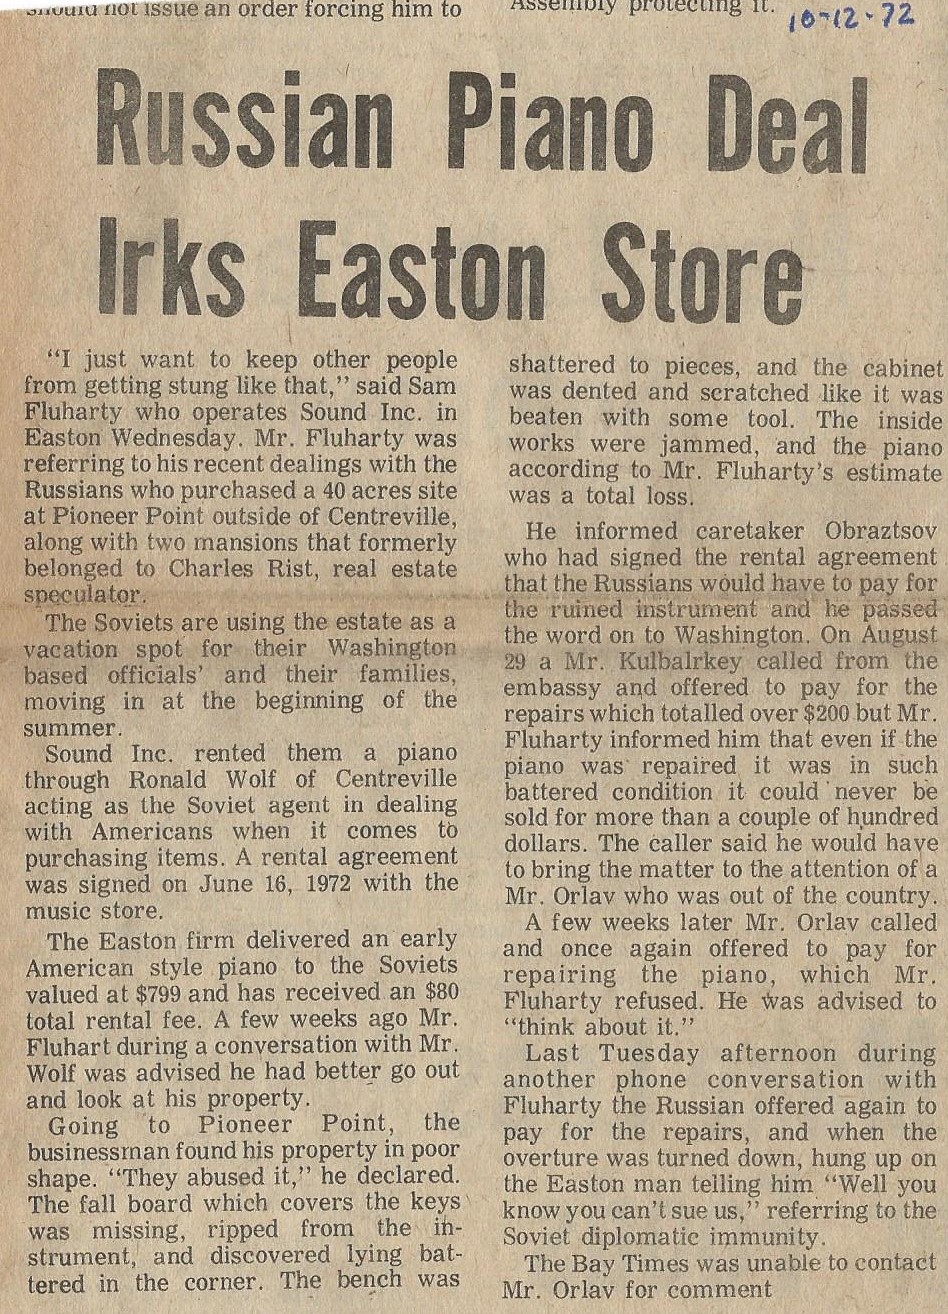 should not issue an order forcing him to
Assembly protecting it.
10-12-72
Russian Piano Deal
Irks Easton Store
“I just want to keep other people
from getting stung like that,” said Sam
Fluharty who operates Sound Inc. in
Easton Wednesday. Mr. Fluharty was
referring to his recent dealings with the
Russians who purchased a 40 acres site
at Pioneer Point outside of Centreville,
along with two mansions that formerly
belonged to Charles Rist, real estate
speculator.
The Soviets are using the estate as a
vacation spot for their Washington
based officials’ and their families,
moving in at the beginning of the
summer.
Sound Inc. rented them a piano
through Ronald Wolf of Centreville
acting as the Soviet agent in dealing
with Americans when it comes to
purchasing items. A rental agreement
was signed on June 16, 1972 with the
music store.
The Easton firm delivered an early
American style piano to the Soviets
valued at $799 and has received an $80
total rental fee. A few weeks ago Mr.
Fluhart during a conversation with Mr.
Wolf was advised he had better go out
and look at his property.
Going to Pioneer Point, the
businessman found his property in poor
shape. “They abused it,” he declared.
The fall board which covers the keys
was missing, ripped from the in-
strument, and discovered lying bat-
tered in the corner. The bench was
shattered to pieces, and the cabinet
was dented and scratched like it was
beaten with some tool. The inside
works were jammed, and the piano
according to Mr. Fluharty’s estimate
was a total loss.
He informed caretaker Obraztsov
who had signed the rental agreement
that the Russians would have to pay for
the ruined instrument and he passed
the word on to Washington. On August
29 a Mr. Kulbalrkey called from the
embassy and offered to pay for the
repairs which totalled over $200 but Mr.
Fluharty informed him that even if the
piano was repaired it was in such
battered condition it could never be
sold for more than a couple of hundred
dollars. The caller said he would have
to bring the matter to the attention of a
Mr. Orlav who was out of the country.
A few weeks later Mr. Orlav called
and once again offered to pay for
repairing the piano, which Mr.
Fluharty refused. He was advised to
“think about it.”
Last Tuesday afternoon during
another phone conversation with
Fluharty the Russian offered again to
pay for the repairs, and when the
overture was turned down, hung up on
the Easton man telling him “Well you
know you can’t sue us,” referring to the
Soviet diplomatic immunity.
The Bay Times was unable to contact
Mr. Orlav for comment